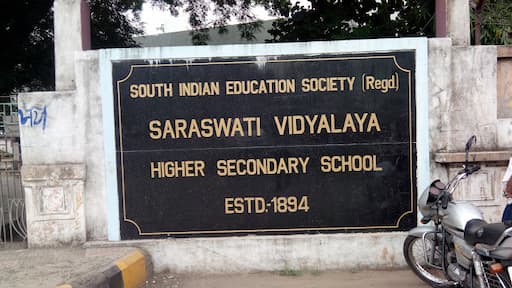 SOUTH INDIAN EDUCATION SOCIETY (Regd)
SARASWATI VIDYALAYA
HIGHER SECONDARY SCHOOL
ESTD:-1894